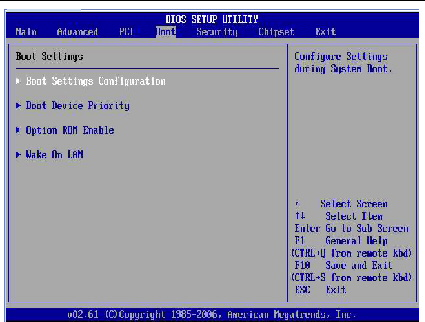 BIOS SETUP UTILITY
Main Advanced PCI Boot Security Chipset Exit
Boot Settings
Boot Settings Configuration
Boot Device Priority
Option ROM Enable
Wake On LAN
Configure Settings
during System Boot.
Select Screen
↑↓ Select Item
Enter Go to Sub Screen
F1 General Help
(CTRL+Q from remote kbd)
F10 Save and Exit
(CTRL+S from remote kbd)
ESC Exit
v02.61 (C)Copyright 1985-2006, American Megatrends, Inc.